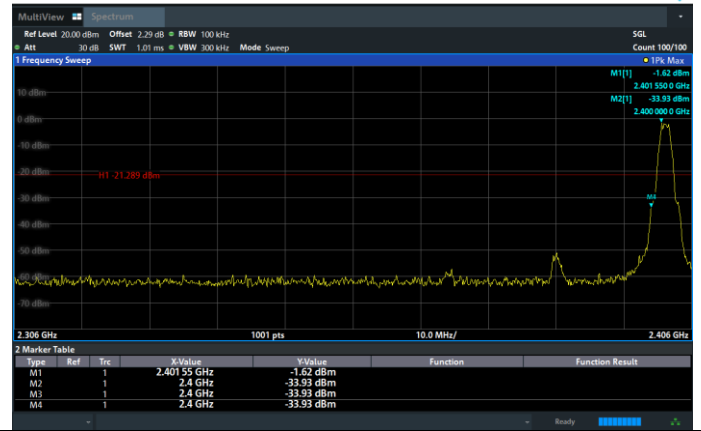 MultiView Spectrum
Ref Level 20.00 dBm Offset 2.29 dB RBW 100 kHz SGL
Att 30 dB SWT 1.01 ms VBW 300 kHz Mode Sweep Count 100/100
1 Frequency Sweep 1Pk Max
M1[1] -1.62 dBm
2.401 550 0 GHz
M2[1] -33.93 dBm
2.400 000 0 GHz
10 dBm
0 dBm
-10 dBm
-20 dBm
H1 -21.289 dBm
-30 dBm
-40 dBm
-50 dBm
-60 dBm
-70 dBm
2.306 GHz 1001 pts 10.0 MHz/ 2.406 GHz
2 Marker Table
Type Ref Trc X-Value Y-Value Function Function Result
M1 1 2.401 55 GHz -1.62 dBm
M2 1 2.4 GHz -33.93 dBm
M3 1 2.4 GHz -33.93 dBm
M4 1 2.4 GHz -33.93 dBm
Ready